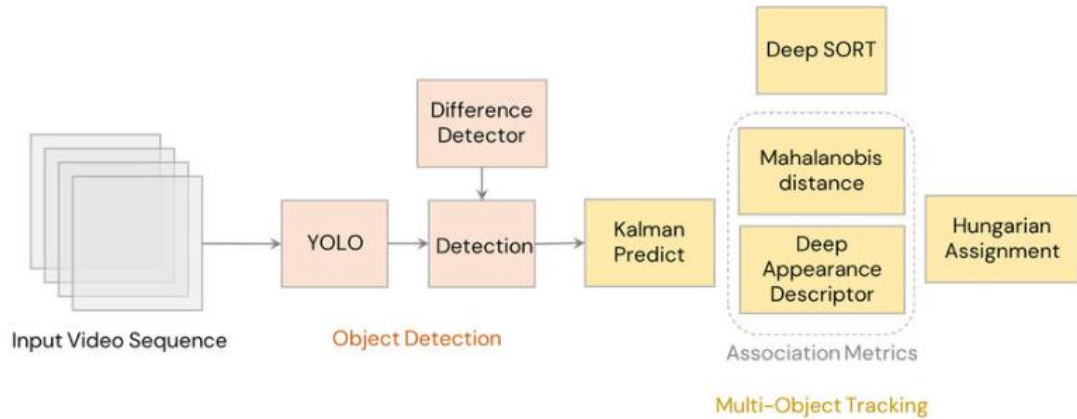 Deep SORT
Difference
Detector
Mahalanobis
distance
YOLO
Detection
Kalman
Predict
Deep
Appearance
Descriptor
Hungarian
Assignment
Input Video Sequence
Object Detection
Association Metrics
Multi-Object Tracking